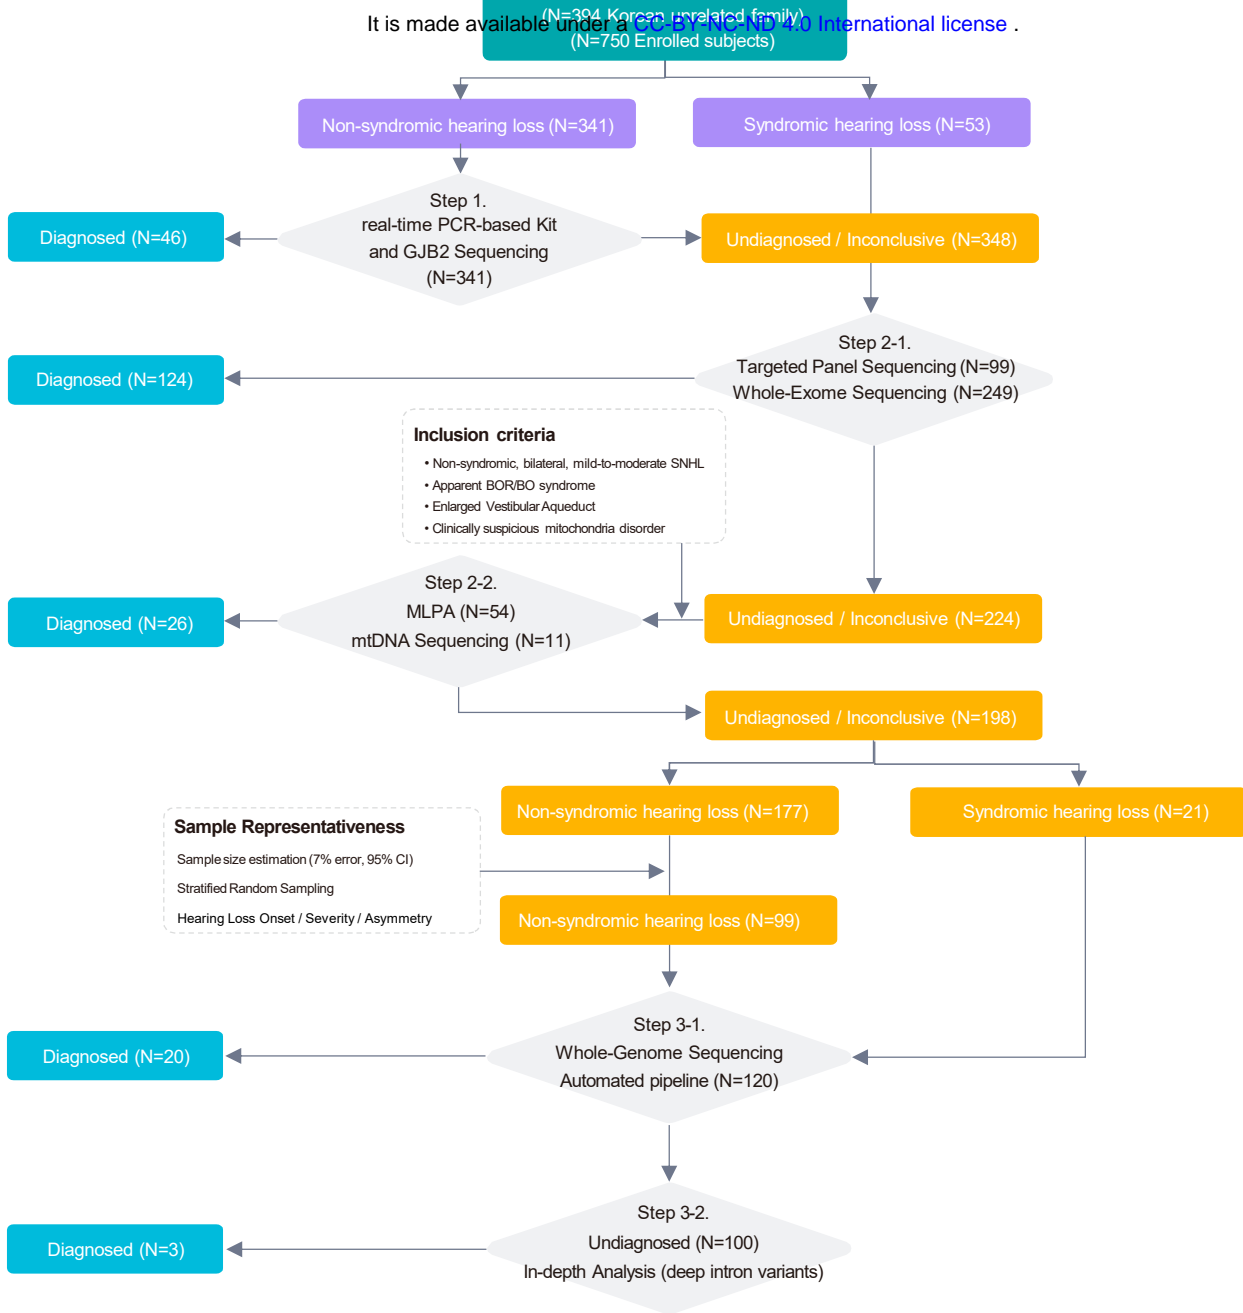 (N=394 Korean unrelated family)
It is made available under a CC-BY-NC-ND 4.0 International license .
(N=750 Enrolled subjects)
Non-syndromic hearing loss (N=341)
Syndromic hearing loss (N=53)
Step 1.
real-time PCR-based Kit
and GJB2 Sequencing
(N=341)
Diagnosed (N=46)
Undiagnosed / Inconclusive (N=348)
Step 2-1.
Targeted Panel Sequencing (N=99)
Whole-Exome Sequencing (N=249)
Diagnosed (N=124)
Inclusion criteria
• Non-syndromic, bilateral, mild-to-moderate SNHL
• Apparent BOR/BO syndrome
• Enlarged Vestibular Aqueduct
• Clinically suspicious mitochondria disorder
Step 2-2.
MLPA (N=54)
mtDNA Sequencing (N=11)
Diagnosed (N=26)
Undiagnosed / Inconclusive (N=224)
Undiagnosed / Inconclusive (N=198)
Non-syndromic hearing loss (N=177)
Syndromic hearing loss (N=21)
Sample Representativeness
Sample size estimation (7% error, 95% CI)
Stratified Random Sampling
Hearing Loss Onset / Severity / Asymmetry
Non-syndromic hearing loss (N=99)
Step 3-1.
Whole-Genome Sequencing
Automated pipeline (N=120)
Diagnosed (N=20)
Step 3-2.
Undiagnosed (N=100)
In-depth Analysis (deep intron variants)
Diagnosed (N=3)